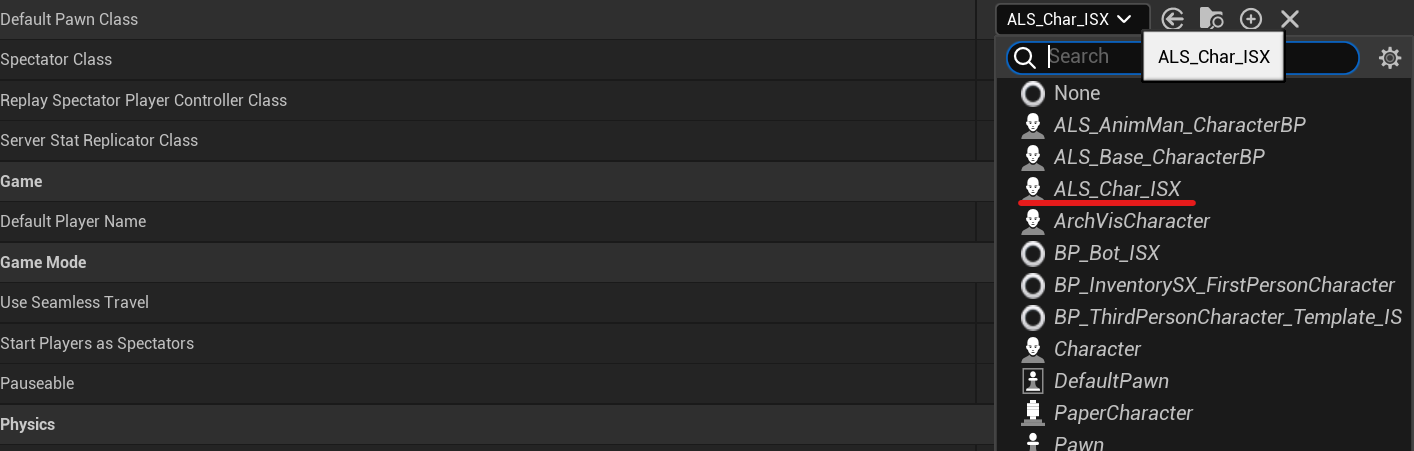 Default Pawn Class
ALS_Char_ISX
Spectator Class
Search
ALS_Char_ISX
Replay Spectator Player Controller Class
None
ALS_AnimMan_CharacterBP
Server Stat Replicator Class
ALS_Base_CharacterBP
Game
ALS_Char_ISX
Default Player Name
ArchVisCharacter
Game Mode
BP_Bot_ISX
BP_InventorySX_FirstPersonCharacter
Use Seamless Travel
BP_ThirdPersonCharacter_Template_IS
Start Players as Spectators
Character
Pauseable
DefaultPawn
Physics
PaperCharacter
Pawn